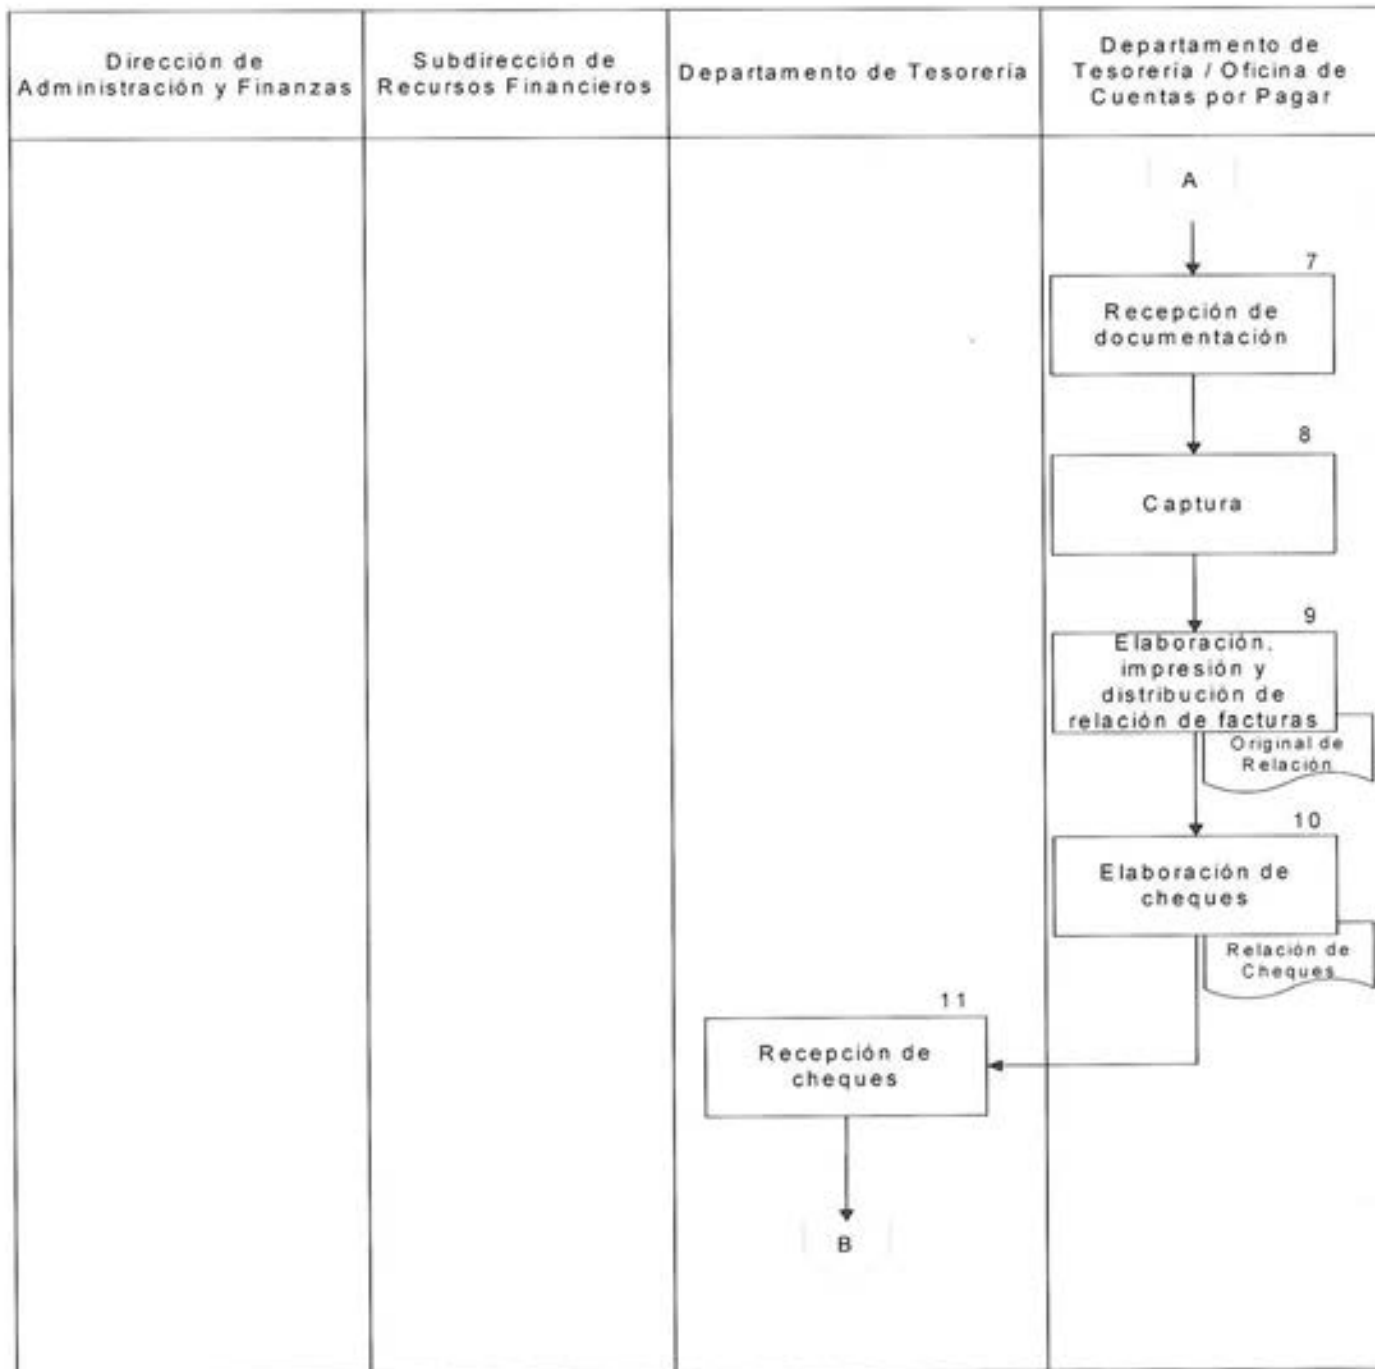 Dirección de
Administración y Finanzas
Subdirección de
Recursos Financieros
Departamento de Tesorería
Departamento de
Tesorería / Oficina de
Cuentas por Pagar
A
7
Recepción de
documentación
8
Captura
9
Elaboración,
impresión y
distribución de
relación de facturas
Original de
Relación
10
Elaboración de
cheques
Relación de
Cheques
11
Recepción de
cheques
B